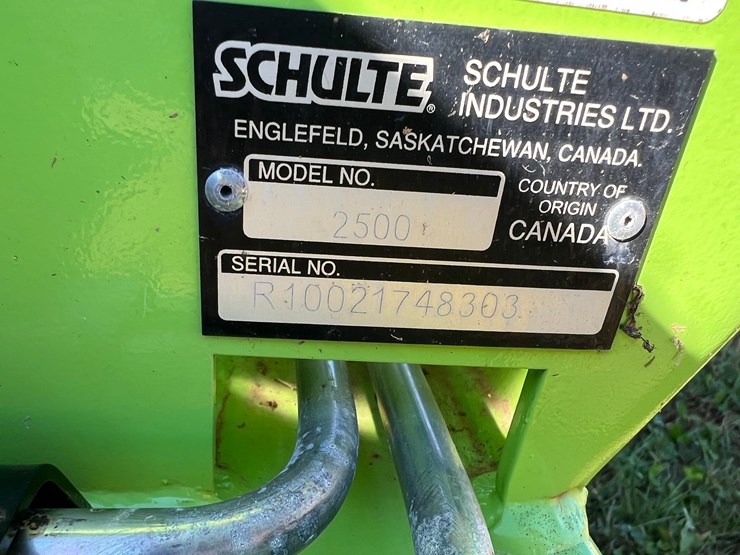 SCHULTE®
SCHULTE
INDUSTRIES LTD.
ENGLEFELD, SASKATCHEWAN, CANADA.
MODEL NO.
2500
COUNTRY OF
ORIGIN
CANADA
SERIAL NO.
R10021748303